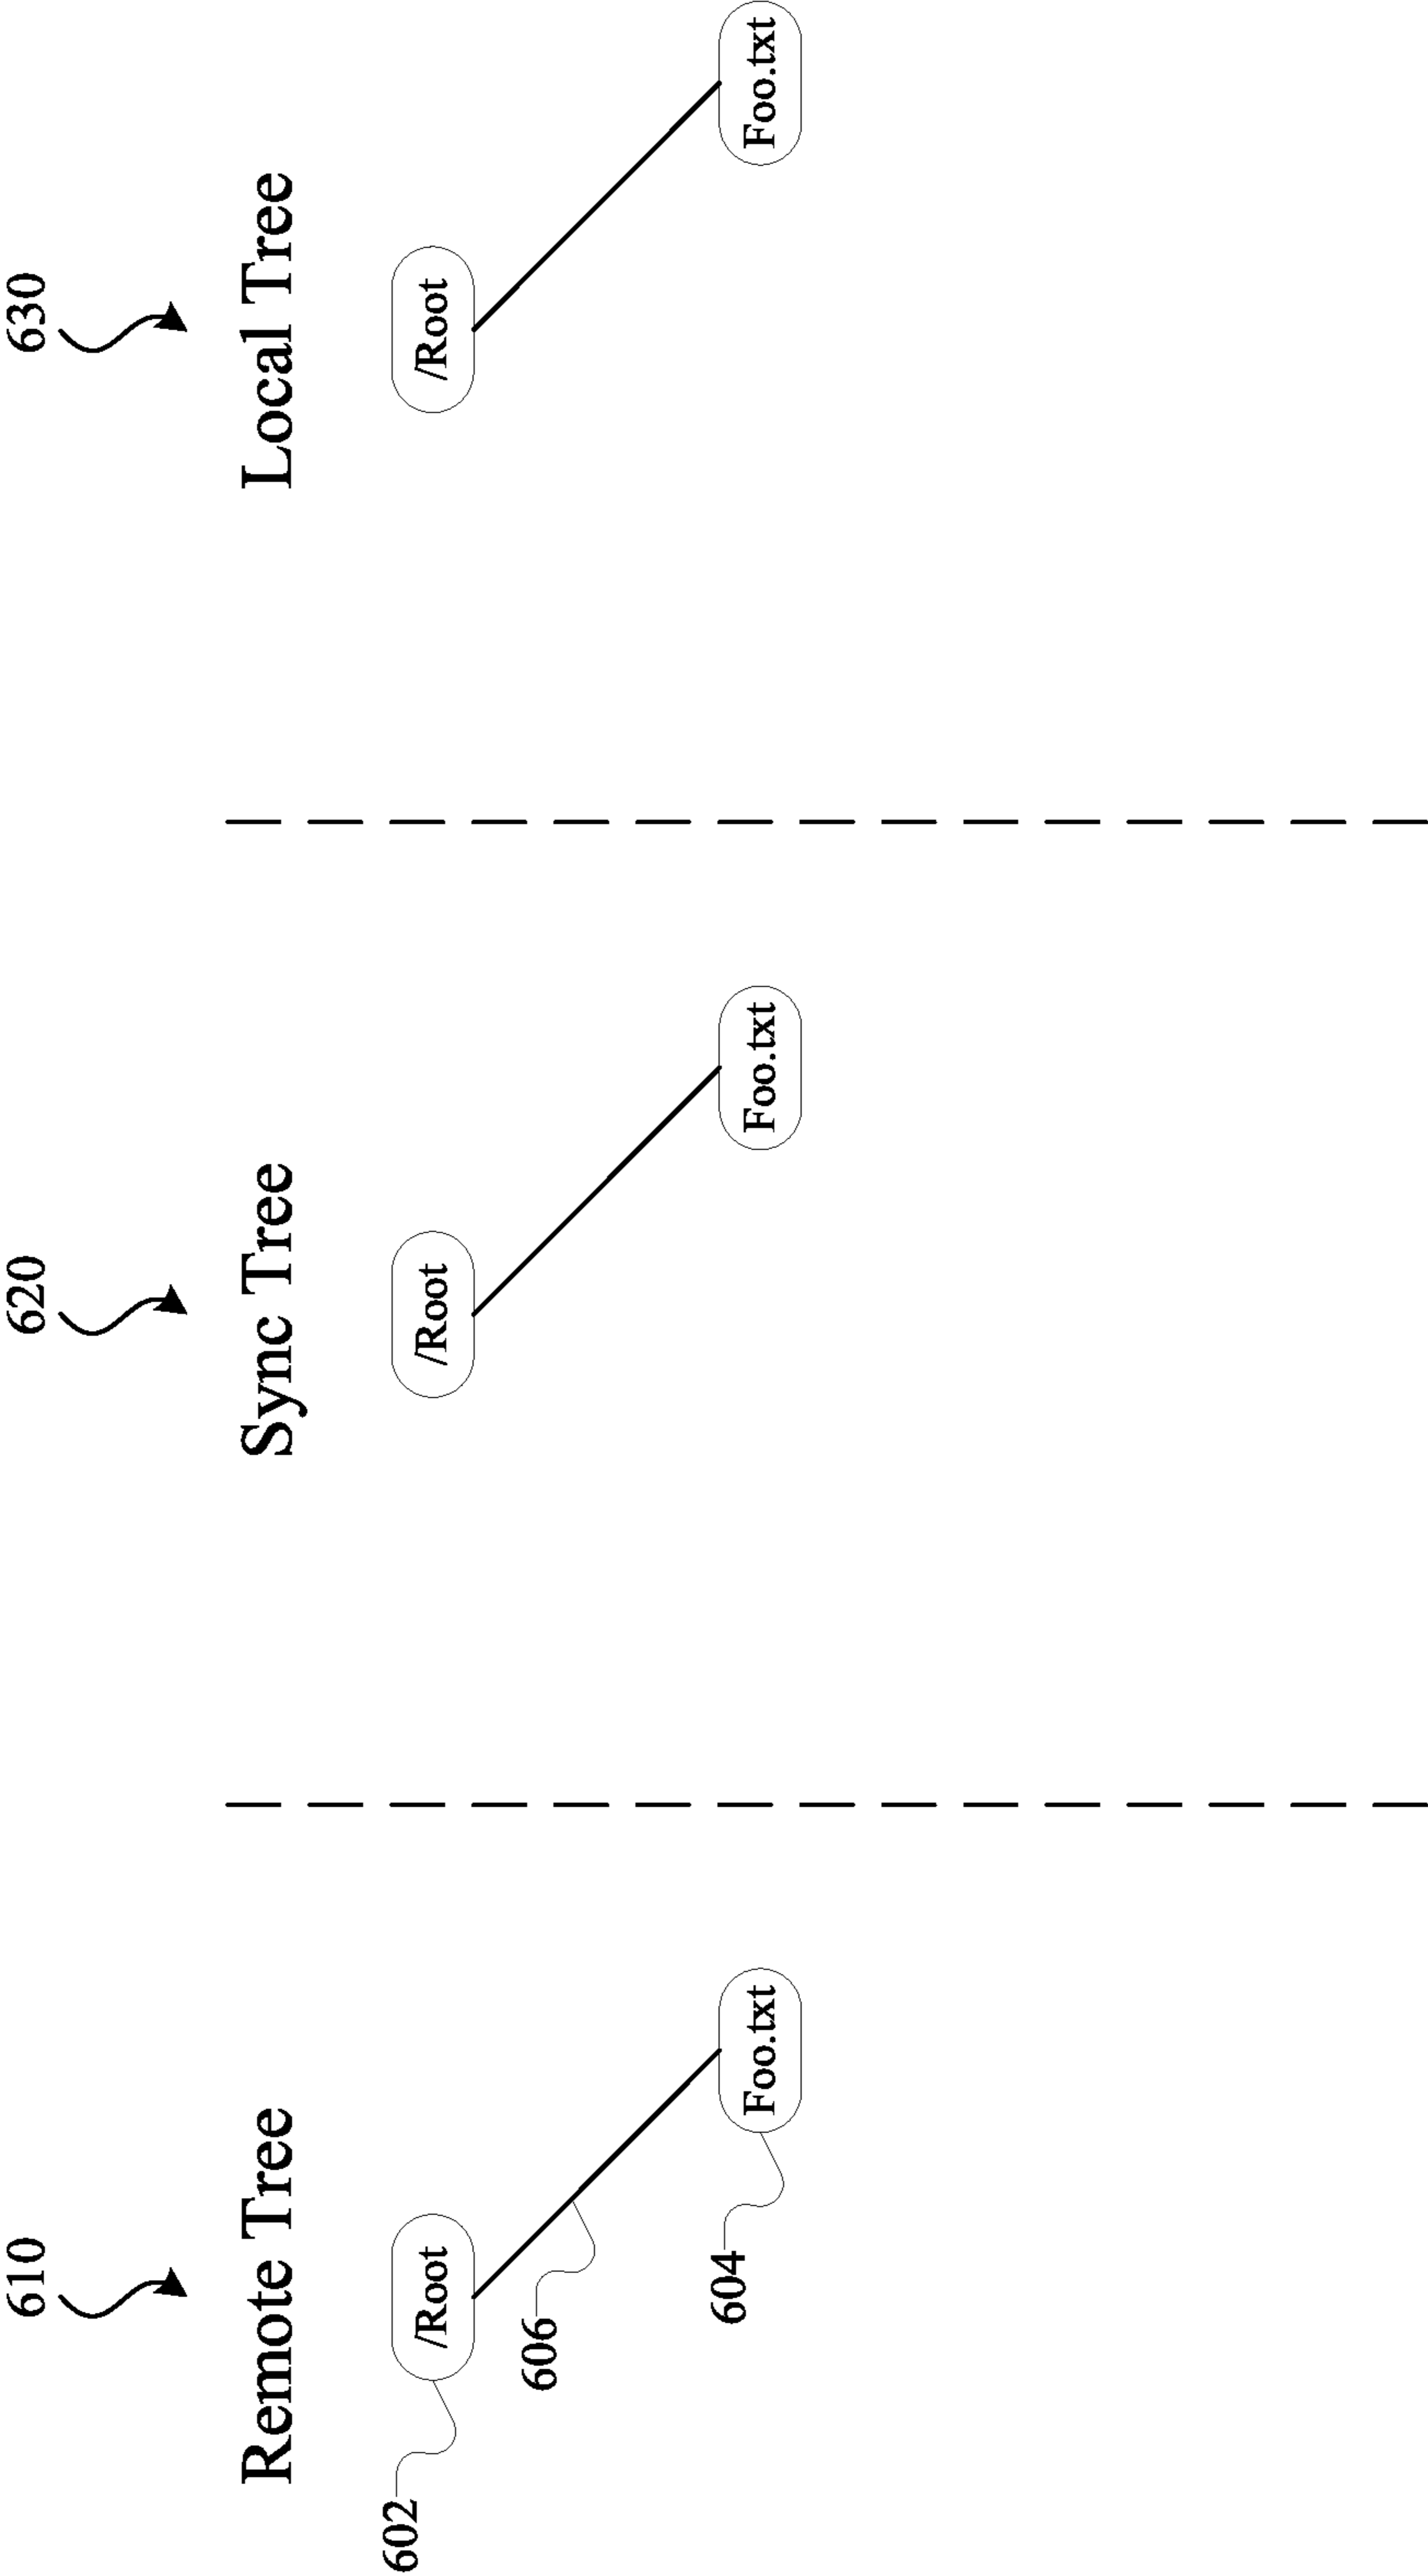 610
620
630
Remote Tree
Sync Tree
Local Tree
602
/Root
/Root
/Root
606
604
Foo.txt
Foo.txt
Foo.txt